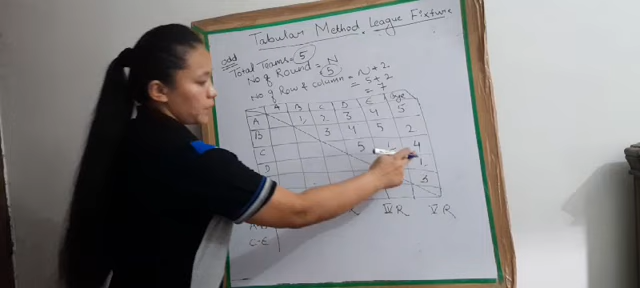 Tabular Method. League Fixture
odd
Total Teams = 5
No of Round = N
(5)
No of Row & column = N+2
= 5+2
= 7
A B C D E Bye
A 1 2 3 4 5
B 3 4 5 2
C 5 1 4
D 1
3
R IV R V R
C-E